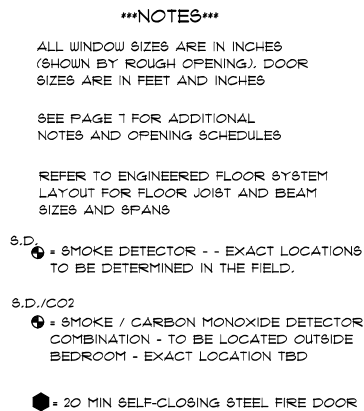 ***NOTES***
ALL WINDOW SIZES ARE IN INCHES
(SHOWN BY ROUGH OPENING). DOOR
SIZES ARE IN FEET AND INCHES
SEE PAGE 7 FOR ADDITIONAL
NOTES AND OPENING SCHEDULES
REFER TO ENGINEERED FLOOR SYSTEM
LAYOUT FOR FLOOR JOIST AND BEAM
SIZES AND SPANS
S.D.
= SMOKE DETECTOR - - EXACT LOCATIONS
TO BE DETERMINED IN THE FIELD.
S.D./CO2
= SMOKE / CARBON MONOXIDE DETECTOR
COMBINATION - TO BE LOCATED OUTSIDE
BEDROOM - EXACT LOCATION TBD
= 20 MIN SELF-CLOSING STEEL FIRE DOOR